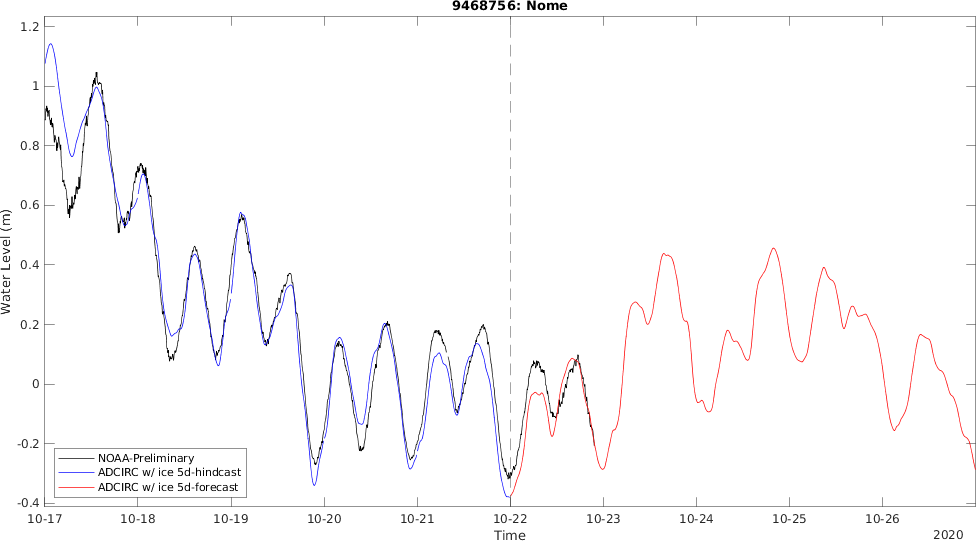 9468756: Nome
1.2
1
0.8
0.6
0.4
0.2
0
-0.2
-0.4
Water Level (m)
NOAA-Preliminary
ADCIRC w/ ice 5d-hindcast
ADCIRC w/ ice 5d-forecast
10-17 10-18 10-19 10-20 10-21 10-22 10-23 10-24 10-25 10-26
Time
2020